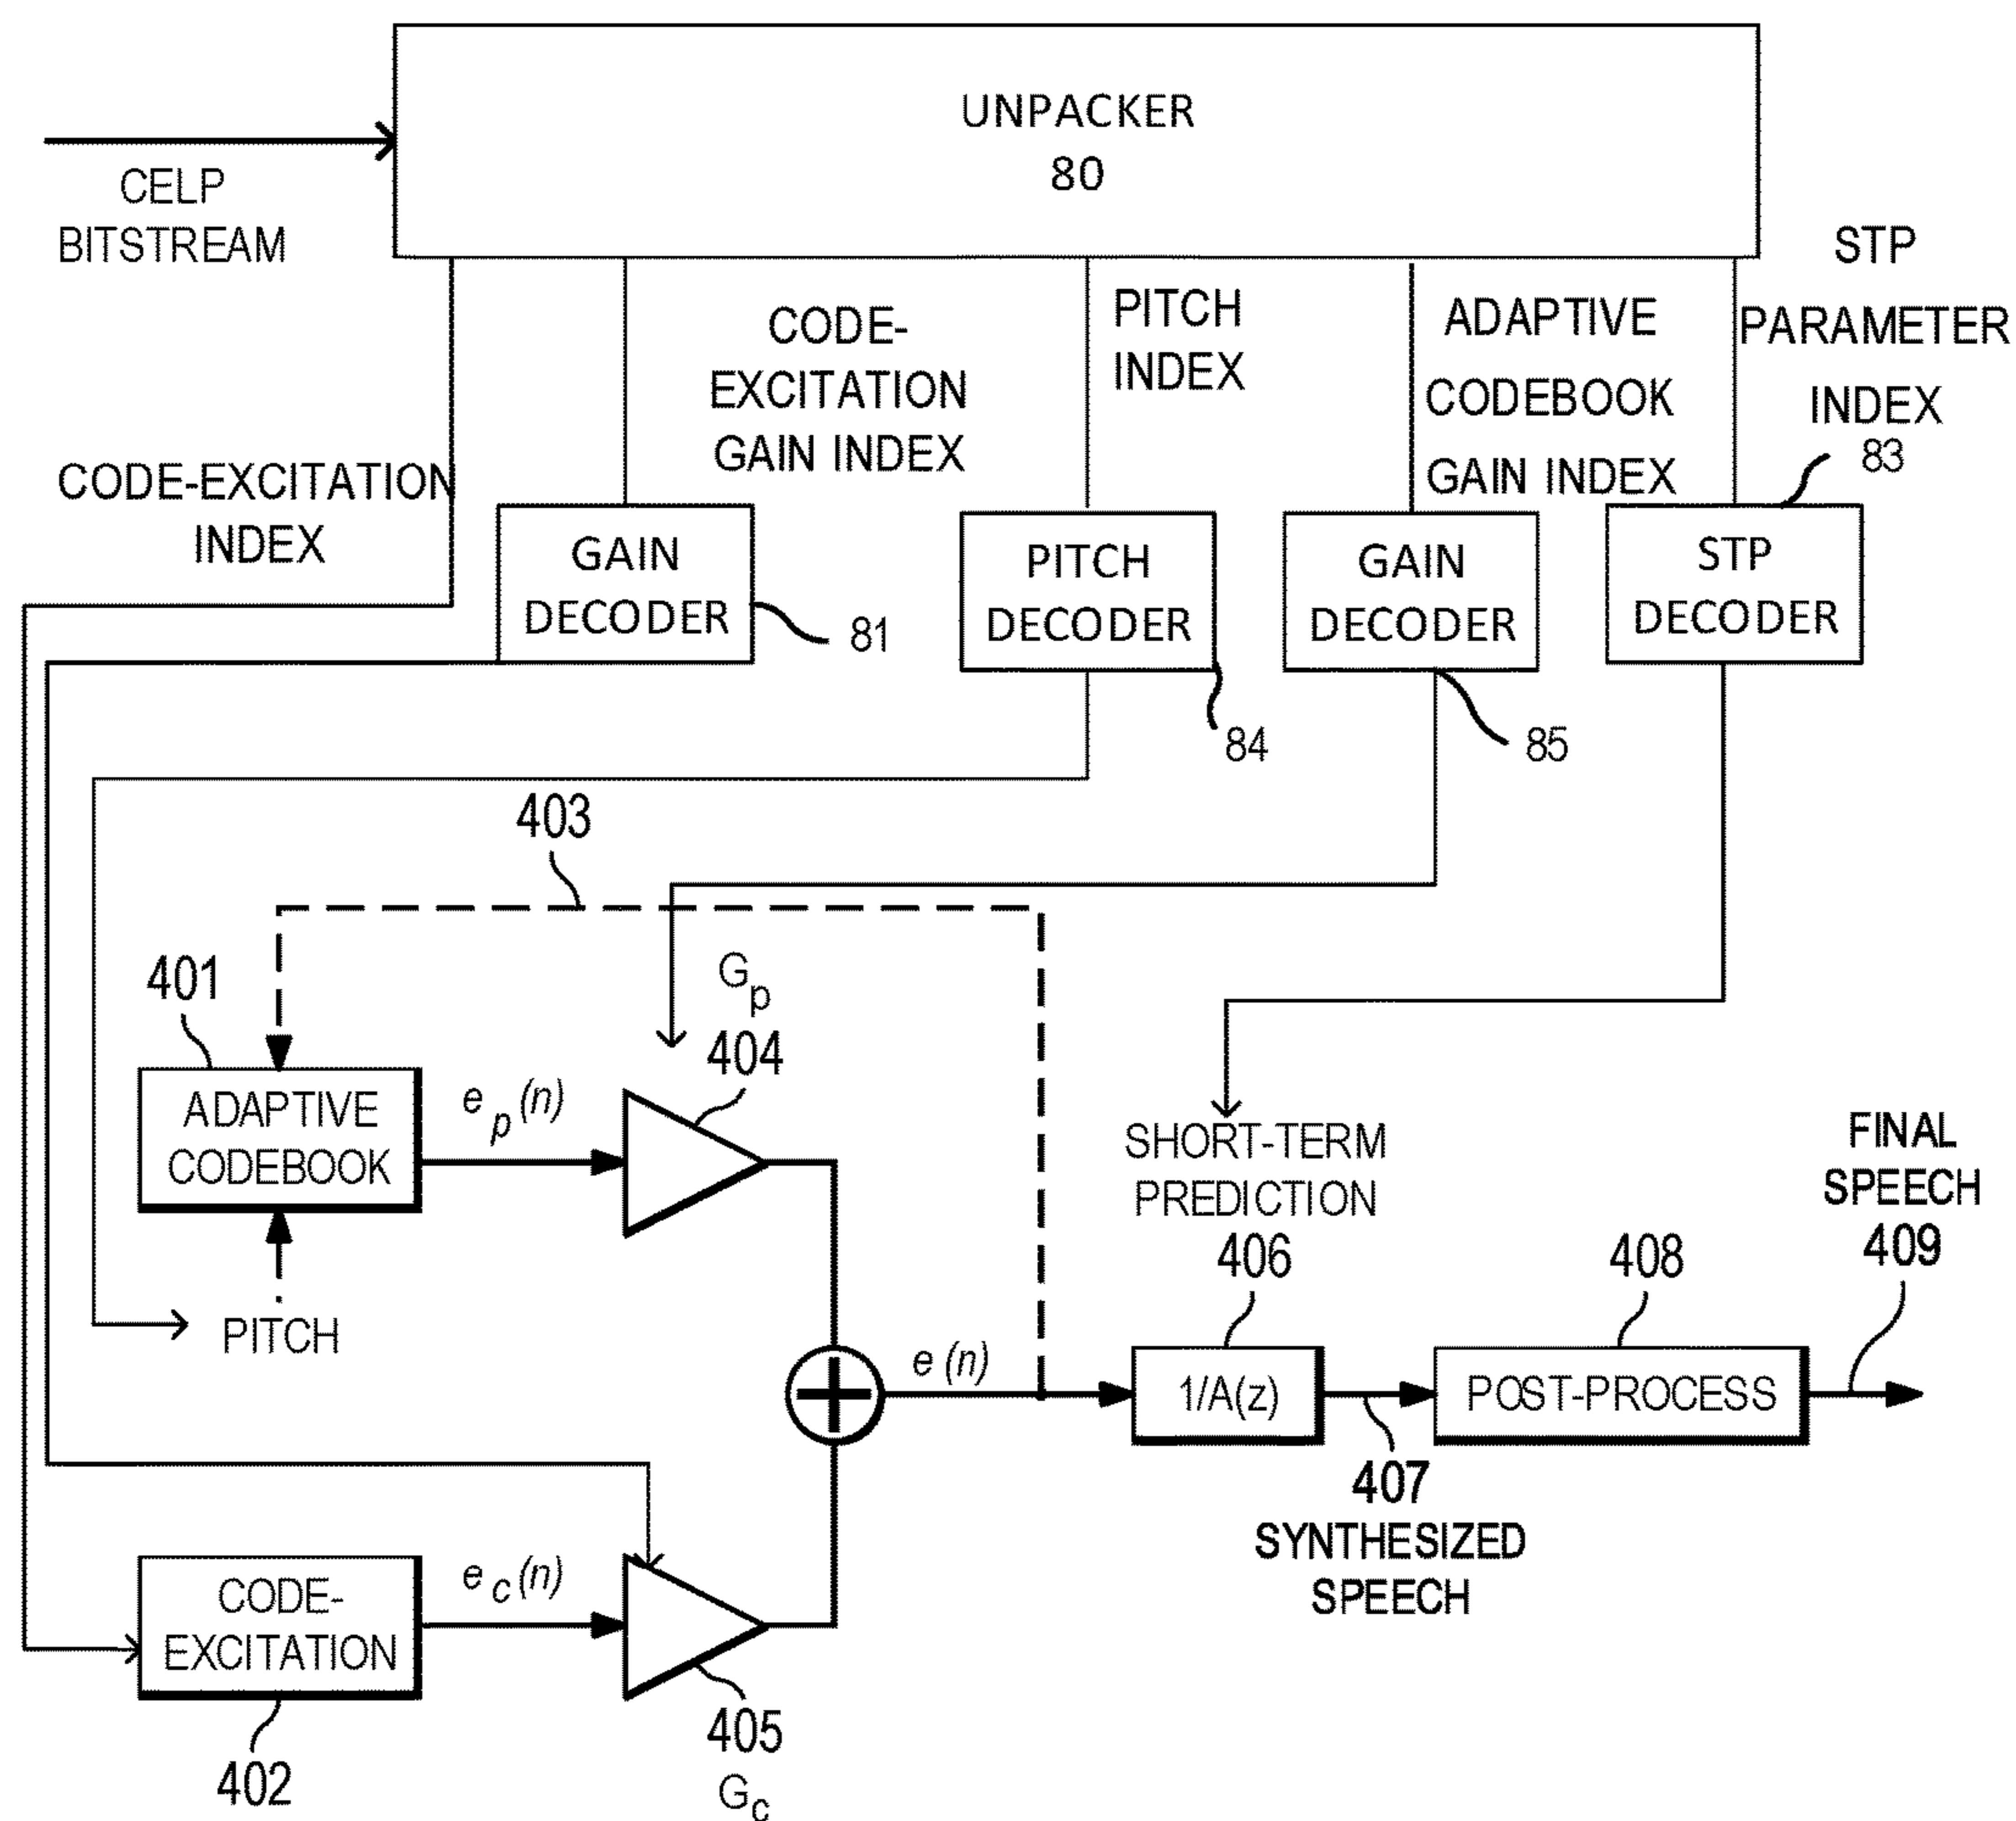 UNPACKER
80
CELP
BITSTREAM
CODE-EXCITATION
INDEX
CODE-
EXCITATION
GAIN INDEX
PITCH
INDEX
ADAPTIVE
CODEBOOK
GAIN INDEX
STP
PARAMETER
INDEX
83
GAIN
DECODER
81
PITCH
DECODER
84
GAIN
DECODER
85
STP
DECODER
403
401
ADAPTIVE
CODEBOOK
e p (n)
Gp
404
PITCH
SHORT-TERM
PREDICTION
406
408
FINAL
SPEECH
409
e (n)
1/A(z)
POST-PROCESS
407
SYNTHESIZED
SPEECH
CODE-
EXCITATION
402
e c (n)
405
Gc